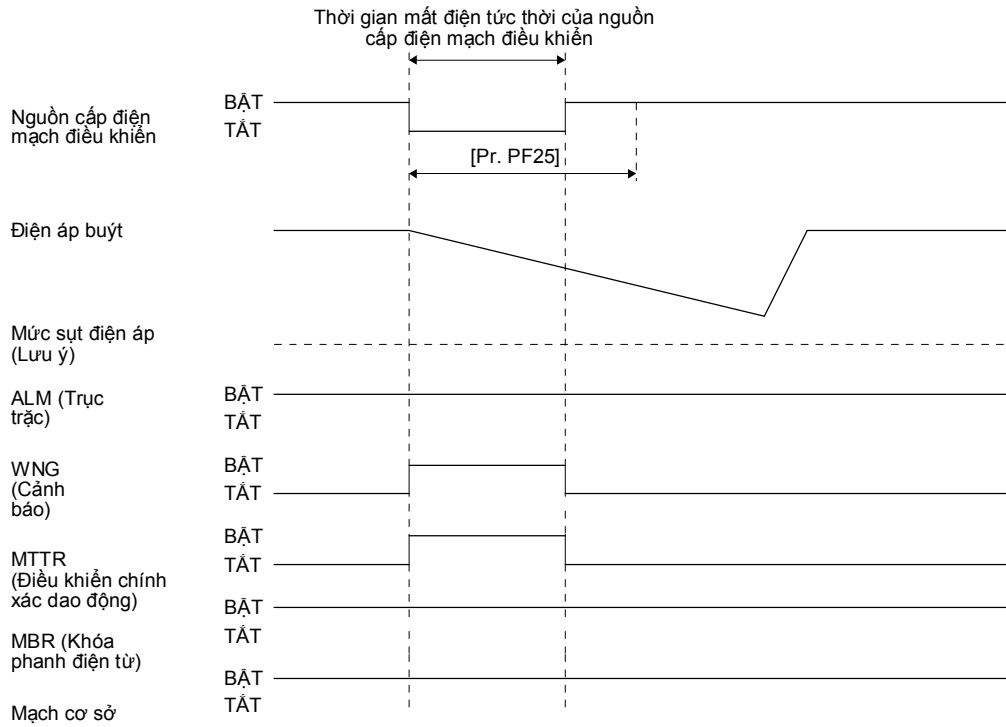 Thời gian mất điện tức thời của nguồn
cấp điện mạch điều khiển
Nguồn cấp điện
mạch điều khiển
BẬT
TẮT
[Pr. PF25]
Điện áp buýt
Mức sụt điện áp
(Lưu ý)
ALM (Trục
trặc)
BẬT
TẮT
WNG
(Cảnh
báo)
BẬT
TẮT
MTTR
(Điều khiển chính
xác dao động)
BẬT
TẮT
MBR (Khóa
phanh điện từ)
BẬT
TẮT
Mạch cơ sở
BẬT
TẮT